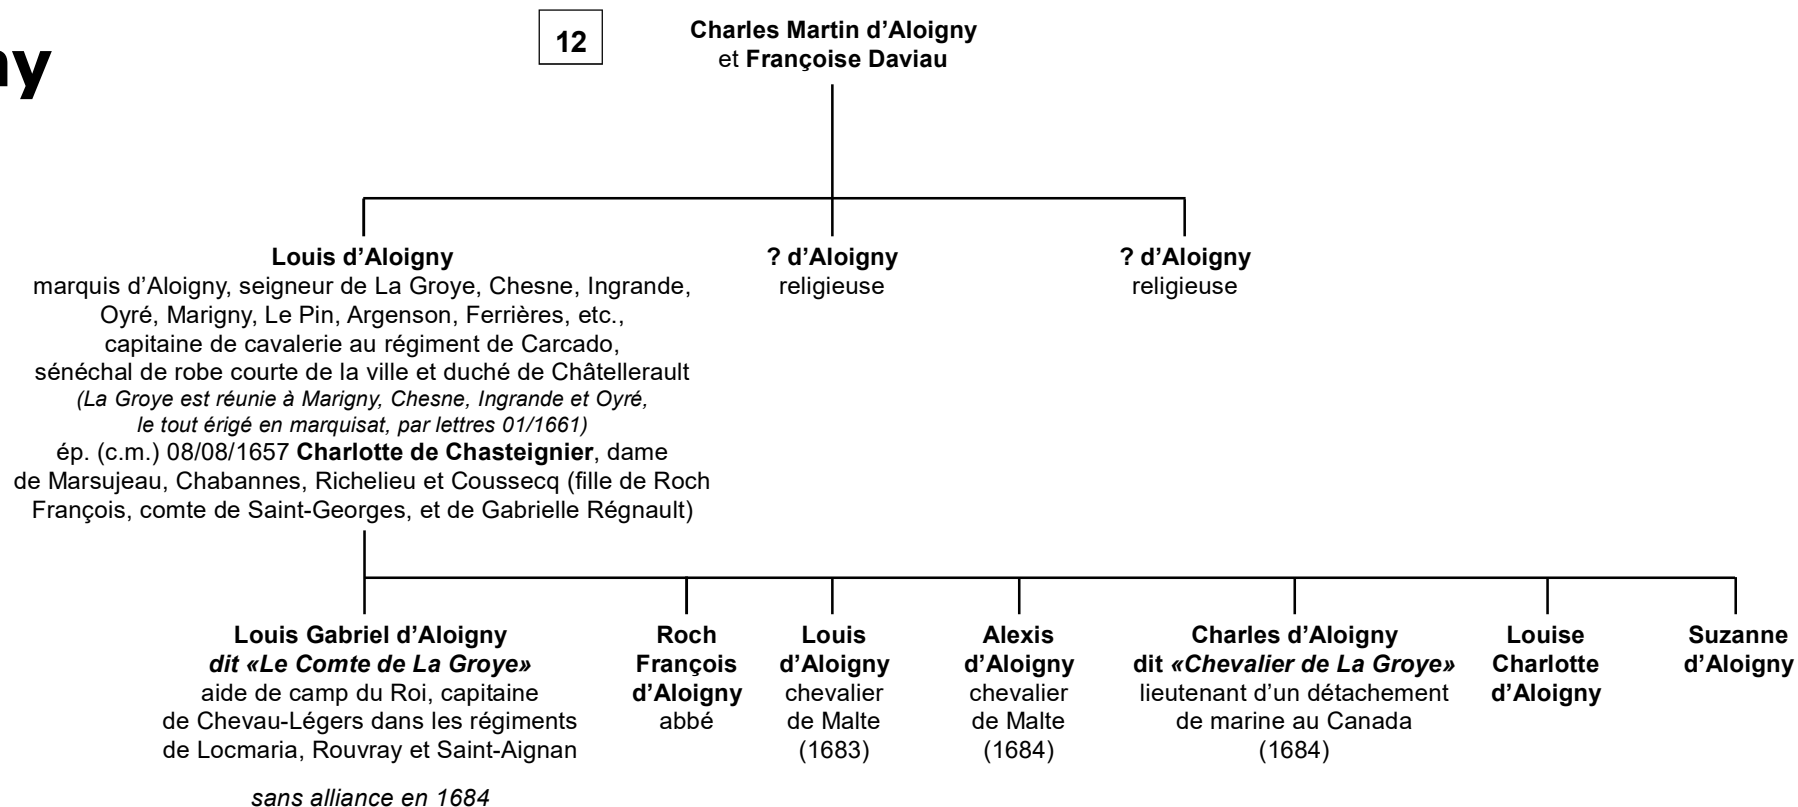 ny
12
Charles Martin d’Aloigny
et Françoise Daviau
Louis d’Aloigny
marquis d’Aloigny, seigneur de La Groye, Chesne, Ingrande,
Oyré, Marigny, Le Pin, Argenson, Ferrières, etc.,
capitaine de cavalerie au régiment de Carcado,
sénéchal de robe courte de la ville et duché de Châtellerault
(La Groye est réunie à Marigny, Chesne, Ingrande et Oyré,
le tout érigé en marquisat, par lettres 01/1661)
ép. (c.m.) 08/08/1657 Charlotte de Chasteignier, dame
de Marsujeau, Chabannes, Richelieu et Coussecq (fille de Roch
François, comte de Saint-Georges, et de Gabrielle Régnault)
? d’Aloigny
religieuse
? d’Aloigny
religieuse
Louis Gabriel d’Aloigny
dit «Le Comte de La Groye»
aide de camp du Roi, capitaine
de Chevau-Légers dans les régiments
de Locmaria, Rouvray et Saint-Aignan
sans alliance en 1684
Roch
François
d’Aloigny
abbé
Louis
d’Aloigny
chevalier
de Malte
(1683)
Alexis
d’Aloigny
chevalier
de Malte
(1684)
Charles d’Aloigny
dit «Chevalier de La Groye»
lieutenant d’un détachement
de marine au Canada
(1684)
Louise
Charlotte
d’Aloigny
Suzanne
d’Aloigny